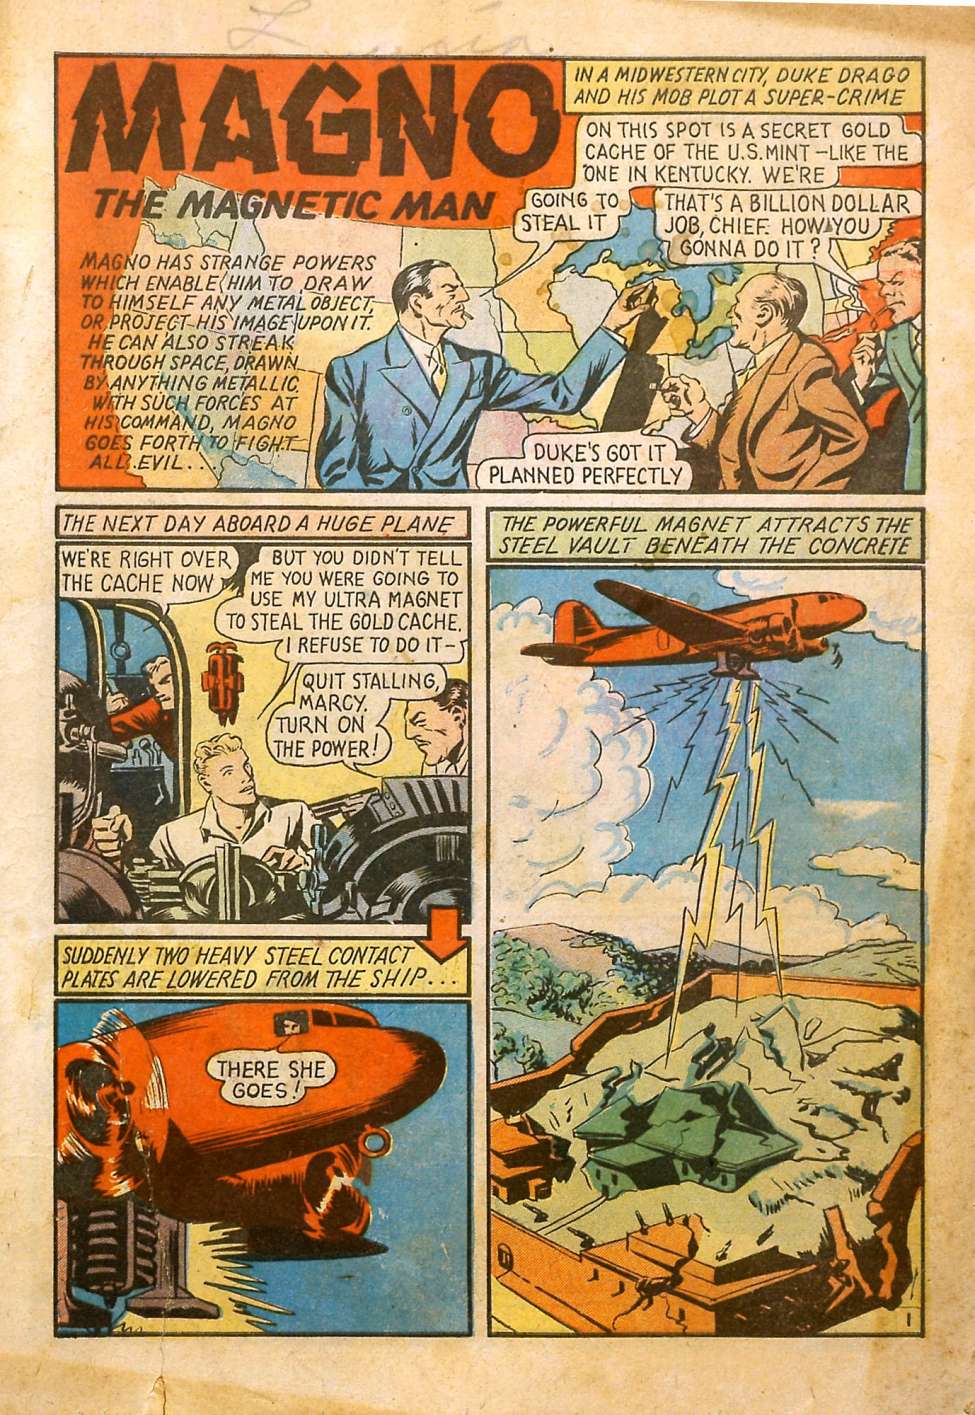 MAGNO
THE MAGNETIC MAN
MAGNO HAS STRANGE POWERS
WHICH ENABLE HIM TO DRAW
TO HIMSELF ANY METAL OBJECT,
OR PROJECT HIS IMAGE UPON IT.
HE CAN ALSO STREAK
THROUGH SPACE, DRAWN
BY ANYTHING METALLIC.
WITH SUCH FORCES AT
HIS COMMAND, MAGNO
GOES FORTH TO FIGHT
ALL EVIL...
IN A MIDWESTERN CITY, DUKE DRAGO
AND HIS MOB PLOT A SUPER-CRIME
ON THIS SPOT IS A SECRET GOLD
CACHE OF THE U.S. MINT—LIKE THE
ONE IN KENTUCKY. WE'RE
GOING TO
STEAL IT
THAT'S A BILLION DOLLAR
JOB, CHIEF. HOW YOU
GONNA DO IT?
DUKE'S GOT IT
PLANNED PERFECTLY
THE NEXT DAY ABOARD A HUGE PLANE
WE'RE RIGHT OVER
THE CACHE NOW
BUT YOU DIDN'T TELL
ME YOU WERE GOING TO
USE MY ULTRA MAGNET
TO STEAL THE GOLD CACHE.
I REFUSE TO DO IT—
QUIT STALLING,
MARCY.
TURN ON
THE POWER!
SUDDENLY TWO HEAVY STEEL CONTACT
PLATES ARE LOWERED FROM THE SHIP...
THERE SHE
GOES!
THE POWERFUL MAGNET ATTRACTS THE
STEEL VAULT BENEATH THE CONCRETE
1